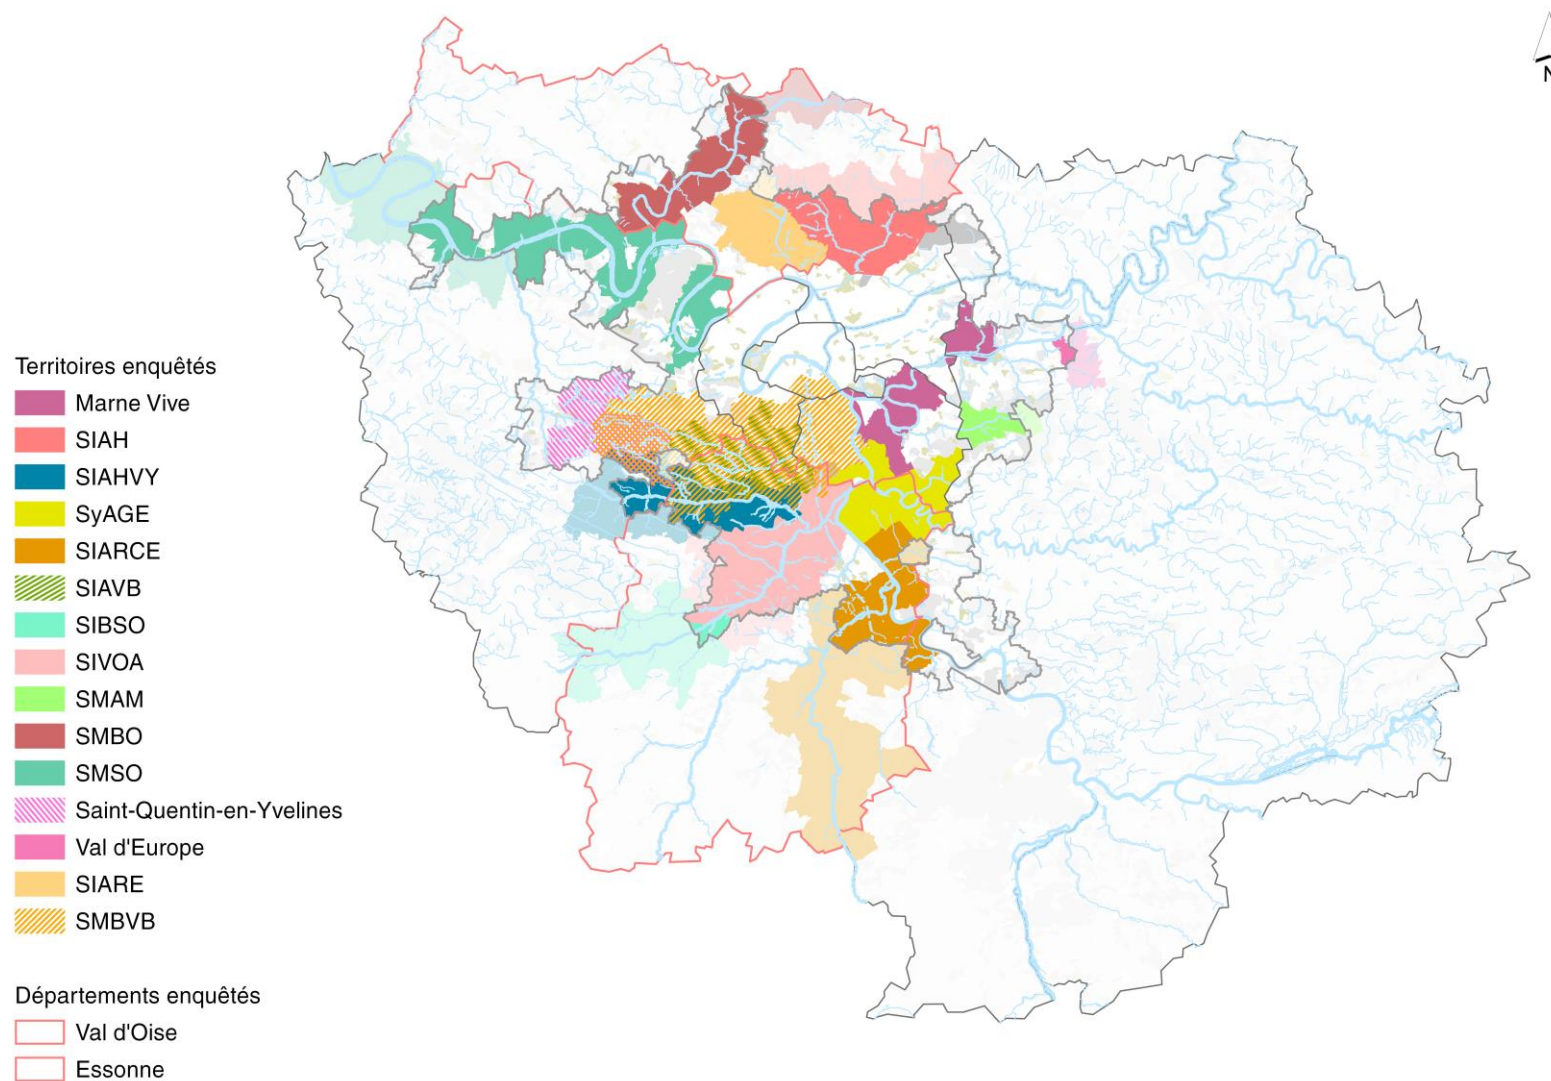 N
Territoires enquêtés
Marne Vive
SIAH
SIAHVY
SyAGE
SIARCE
SIAVB
SIBSO
SIVOA
SMAM
SMBO
SMSO
Saint-Quentin-en-Yvelines
Val d'Europe
SIARE
SMBVB
Départements enquêtés
Val d'Oise
Essonne